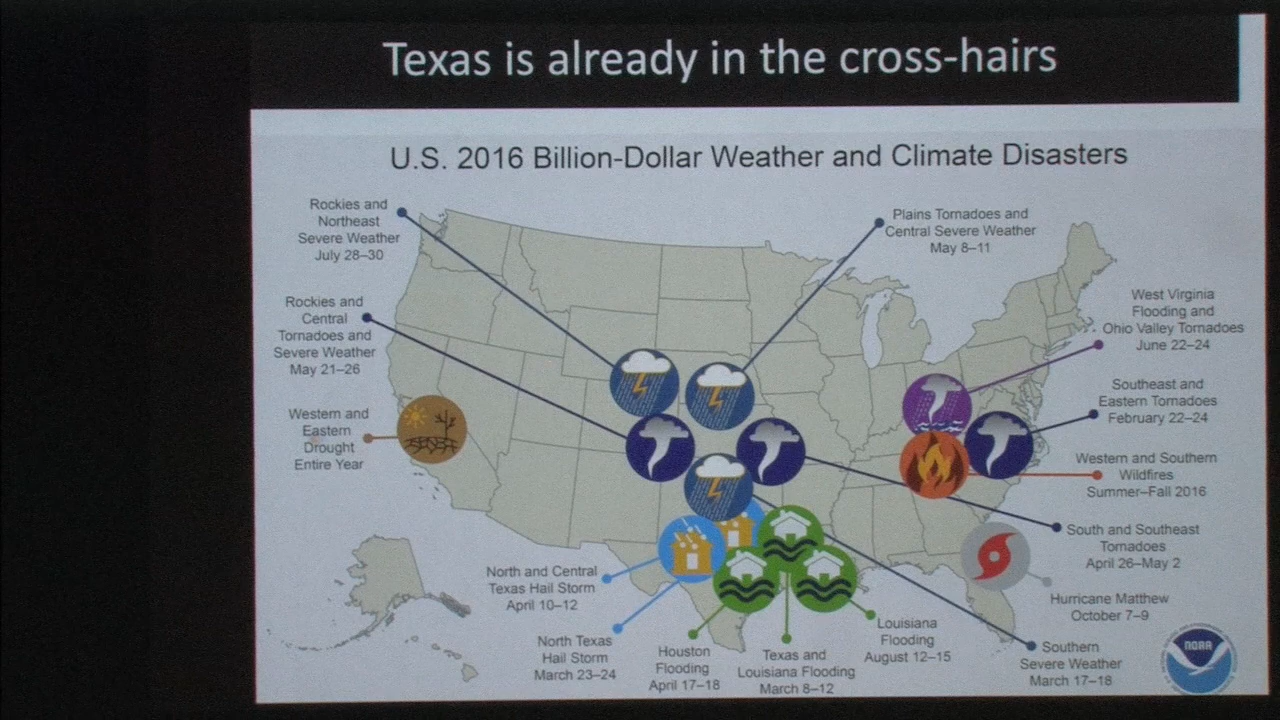 Texas is already in the cross-hairs
U.S. 2016 Billion-Dollar Weather and Climate Disasters
Rockies and
Northeast
Severe Weather
July 28–30
Plains Tornadoes and
Central Severe Weather
May 8–11
Rockies and
Central
Tornadoes and
Severe Weather
May 21–26
West Virginia
Flooding and
Ohio Valley Tornadoes
June 22–24
Southeast and
Eastern Tornadoes
February 22–24
Western and
Eastern
Drought
Entire Year
Western and Southern
Wildfires
Summer–Fall 2016
South and Southeast
Tornadoes
April 26–May 2
North and Central
Texas Hail Storm
April 10–12
Hurricane Matthew
October 7–9
North Texas
Hail Storm
March 23–24
Houston
Flooding
April 17–18
Texas and
Louisiana Flooding
March 8–12
Louisiana
Flooding
August 12–15
Southern
Severe Weather
March 17–18
NOAA